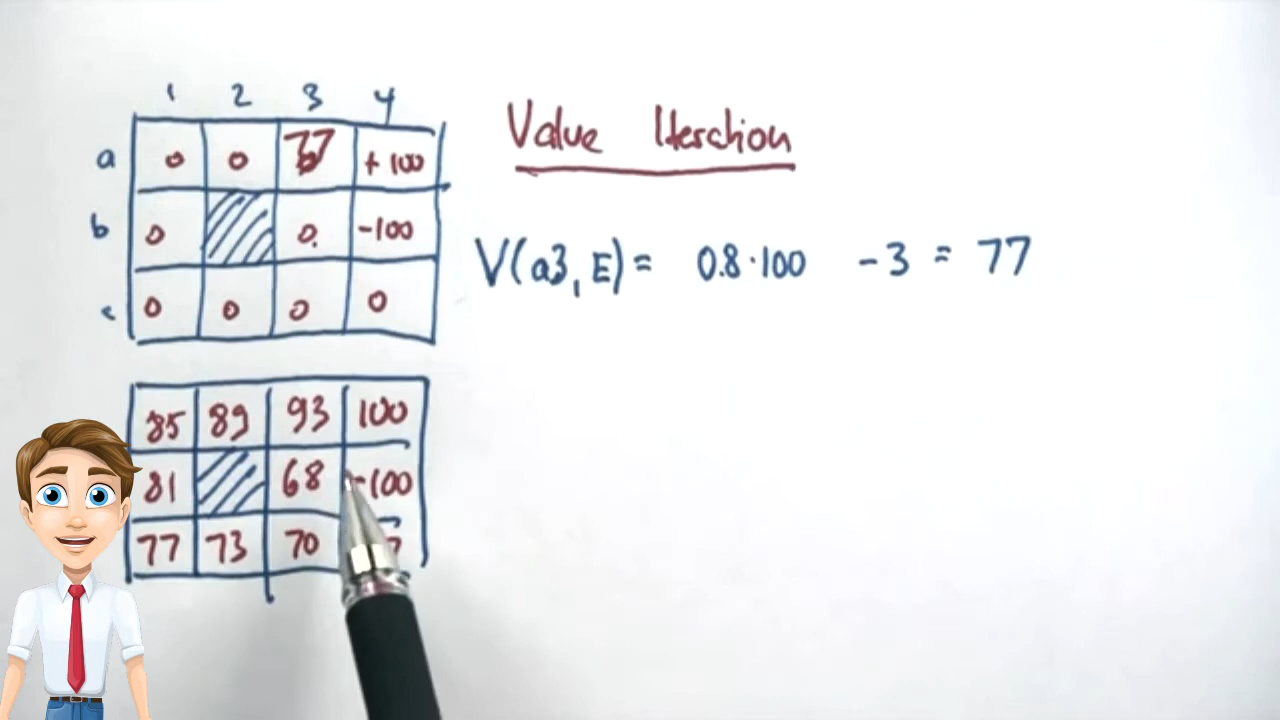 1 2 3 4
Value Iteration
a 0 0 77 +100
b 0 0 -100
V(a3, E) = 0.8·100 -3 = 77
c 0 0 0 0
85 89 93 100
81 68 -100
77 73 70